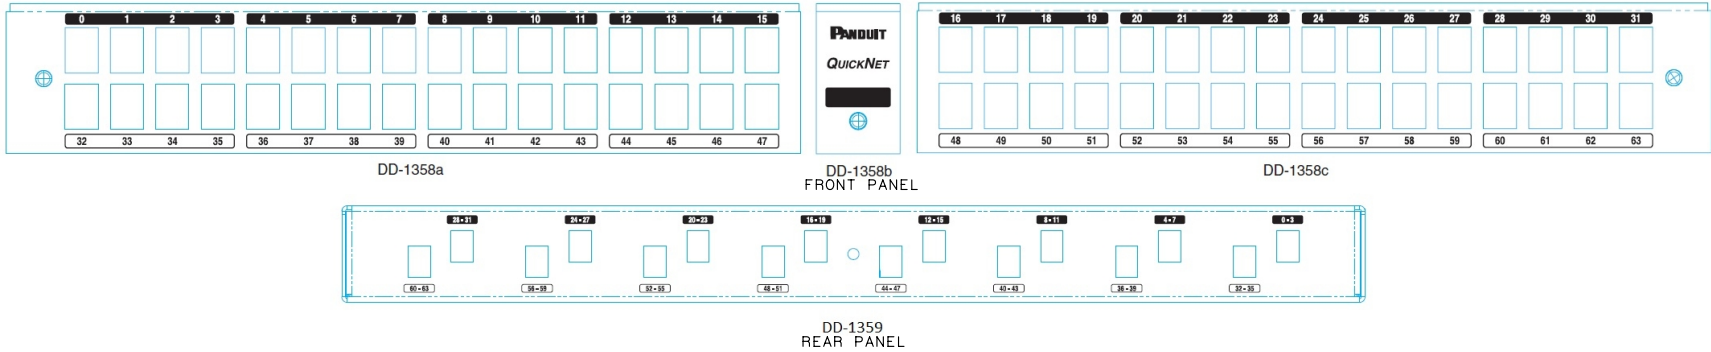 0 1 2 3 4 5 6 7 8 9 10 11 12 13 14 15
PANDUIT
QUICKNET
16 17 18 19 20 21 22 23 24 25 26 27 28 29 30 31
32 33 34 35 36 37 38 39 40 41 42 43 44 45 46 47
48 49 50 51 52 53 54 55 56 57 58 59 60 61 62 63
DD-1358a
DD-1358b
DD-1358c
FRONT PANEL
28-31 24-27 20-23 16-19 12-15 8-11 4-7 0-3
60-63 56-59 52-55 48-51 44-47 40-43 36-39 32-35
DD-1359
REAR PANEL